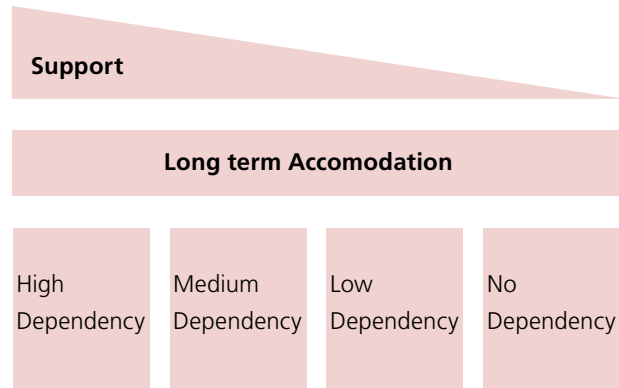 Support
Long term Accomodation
High
Dependency
Medium
Dependency
Low
Dependency
No
Dependency